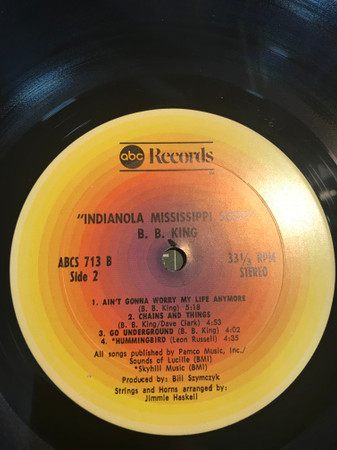 abc Records
"INDIANOLA MISSISSIPPI
B. B. KING
ABCS 713 B
Side 2
33⅓ RPM
STEREO
1. AIN'T GONNA WORRY MY LIFE ANYMORE
(B. B. King) 5:18
2. CHAINS AND THINGS
(B. B. King/Dave Clark) 4:53
3. GO UNDERGROUND (B. B. King) 4:02
4. *HUMMINGBIRD (Leon Russell) 4:35
All songs published by Pamco Music, Inc./
Sounds of Lucille (BMI)
*Skyhill Music (BMI)
Produced by: Bill Szymczyk
Strings and Horns arranged by:
Jimmie Haskell